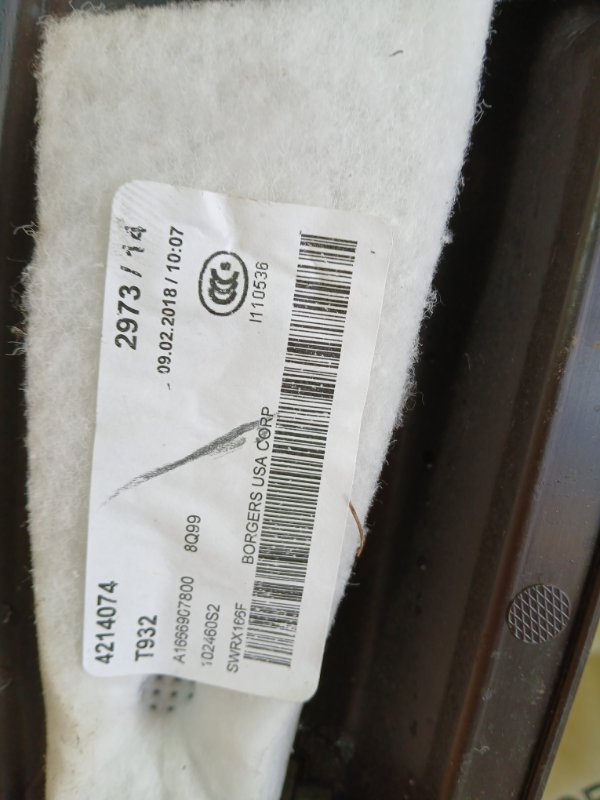 4214074 2973 / 14
T932 09.02.2018 / 10:07
A1666907800 8Q99
10246052
CCC
I110536
SWRX166F BORGERS USA CORP